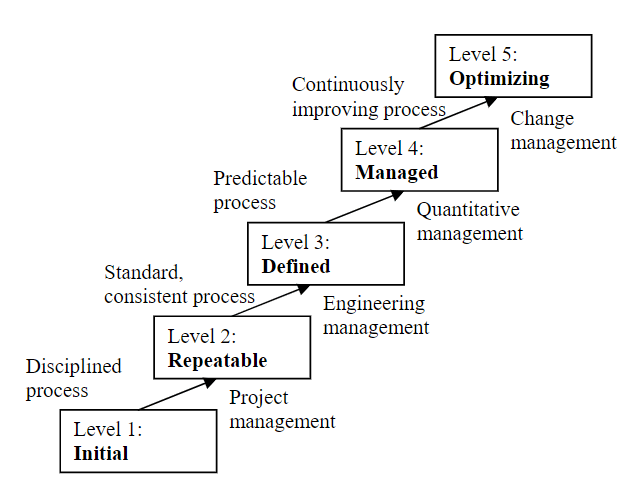 Level 5:
Optimizing
Continuously
improving process
Change
management
Level 4:
Managed
Predictable
process
Quantitative
management
Level 3:
Defined
Standard,
consistent process
Engineering
management
Level 2:
Repeatable
Disciplined
process
Project
management
Level 1:
Initial